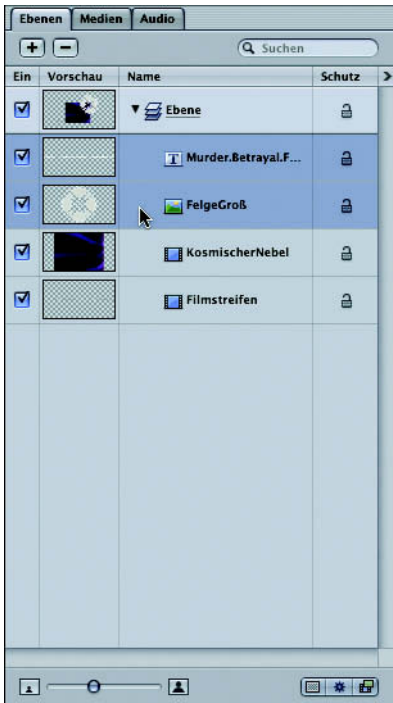 Ebenen Medien Audio
Suchen
Ein Vorschau Name Schutz
Ebene
T Murder.Betrayal.F...
FelgeGroß
KosmischerNebel
Filmstreifen